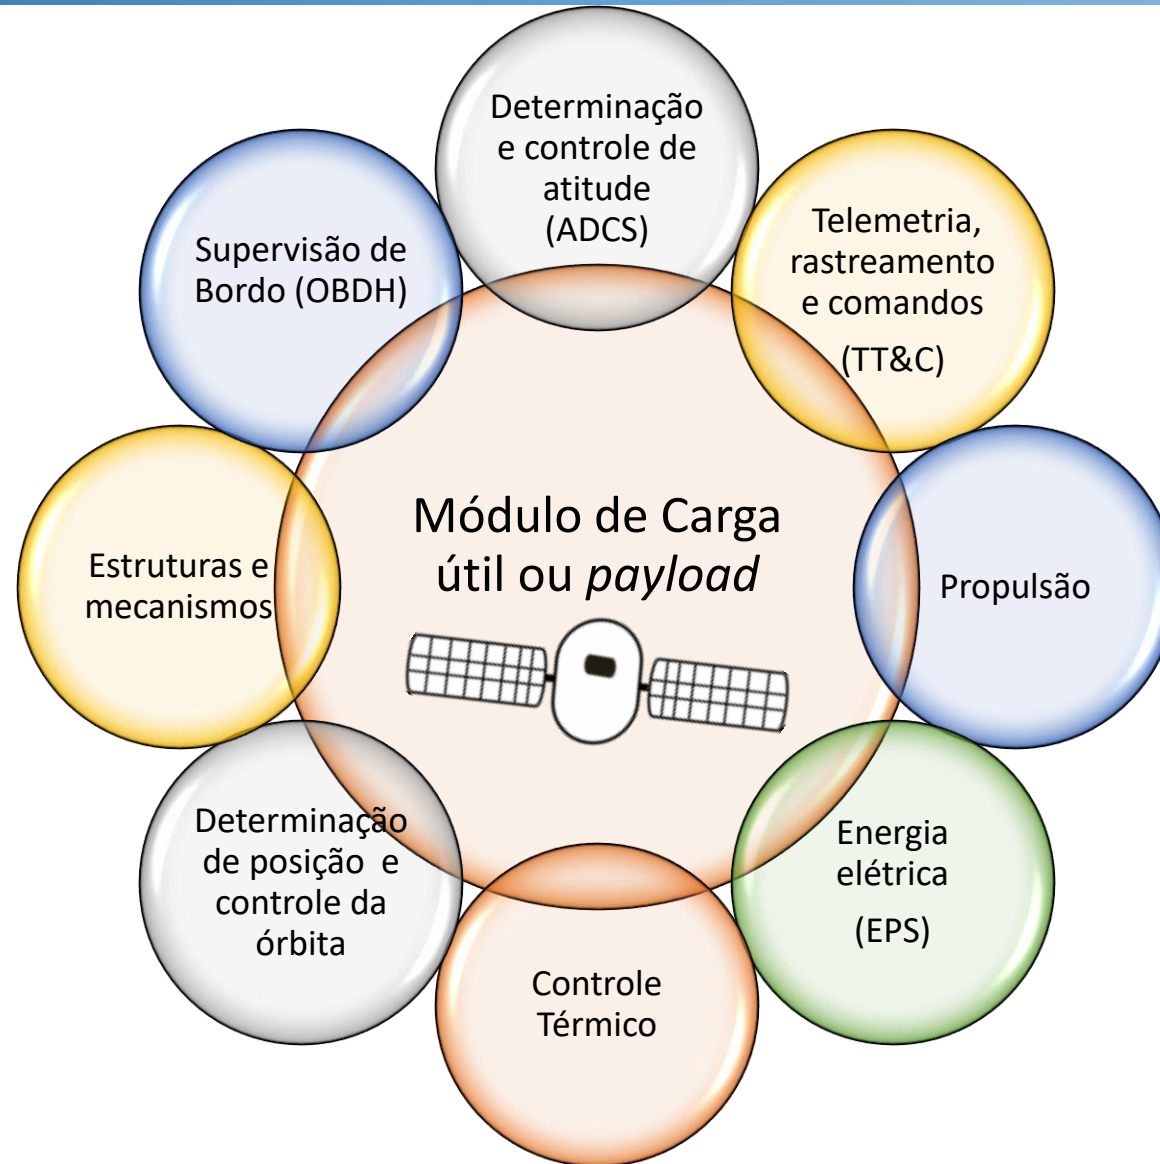 Determinação
e controle de
atitude
(ADCS)
Telemetria,
rastreamento
e comandos
(TT&C)
Supervisão de
Bordo (OBDH)
Módulo de Carga
útil ou payload
Estruturas e
mecanismos
Propulsão
Determinação
de posição e
controle da
órbita
Energia
elétrica
(EPS)
Controle
Térmico